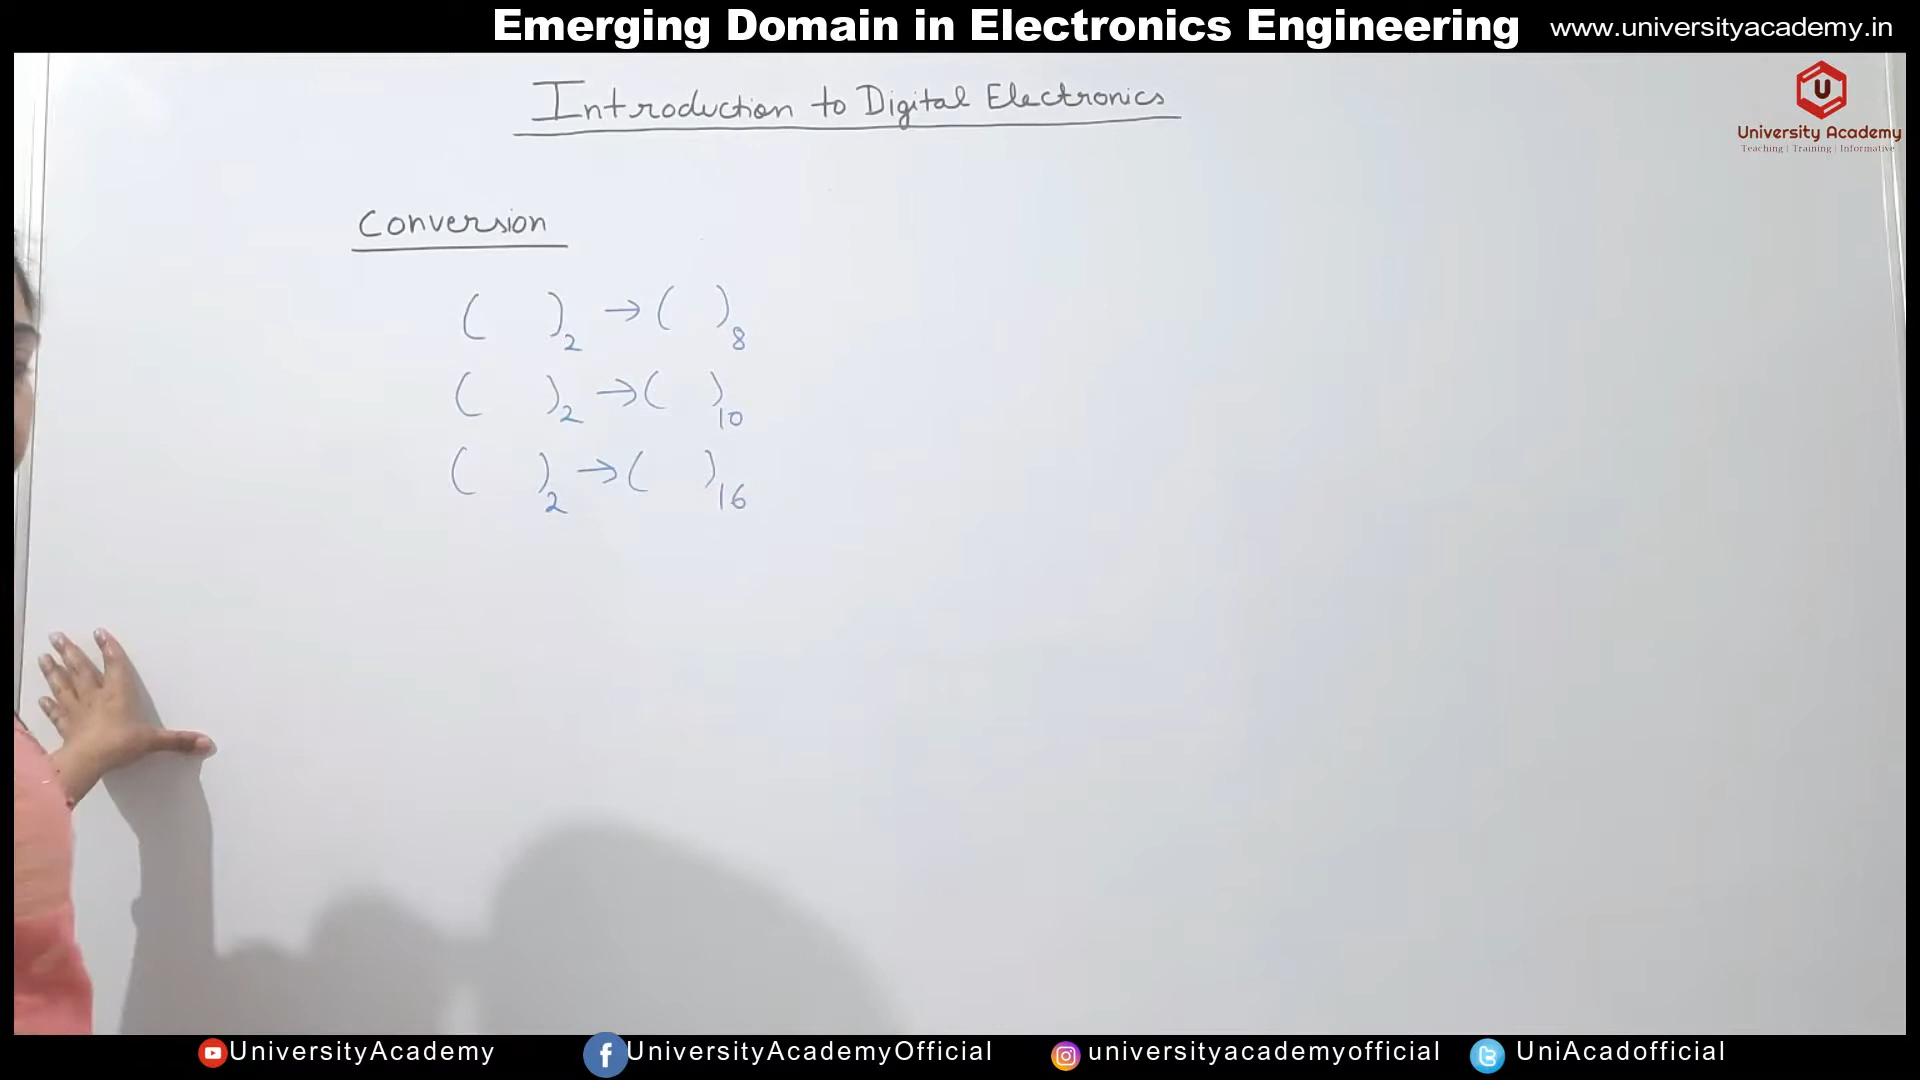 Emerging Domain in Electronics Engineering www.universityacademy.in
Introduction to Digital Electronics
U
University Academy
Teaching | Training | Informative
Conversion
( )2 → ( )8
( )2 → ( )10
( )2 → ( )16
UniversityAcademy UniversityAcademyOfficial universityacademyofficial UniAcadofficial